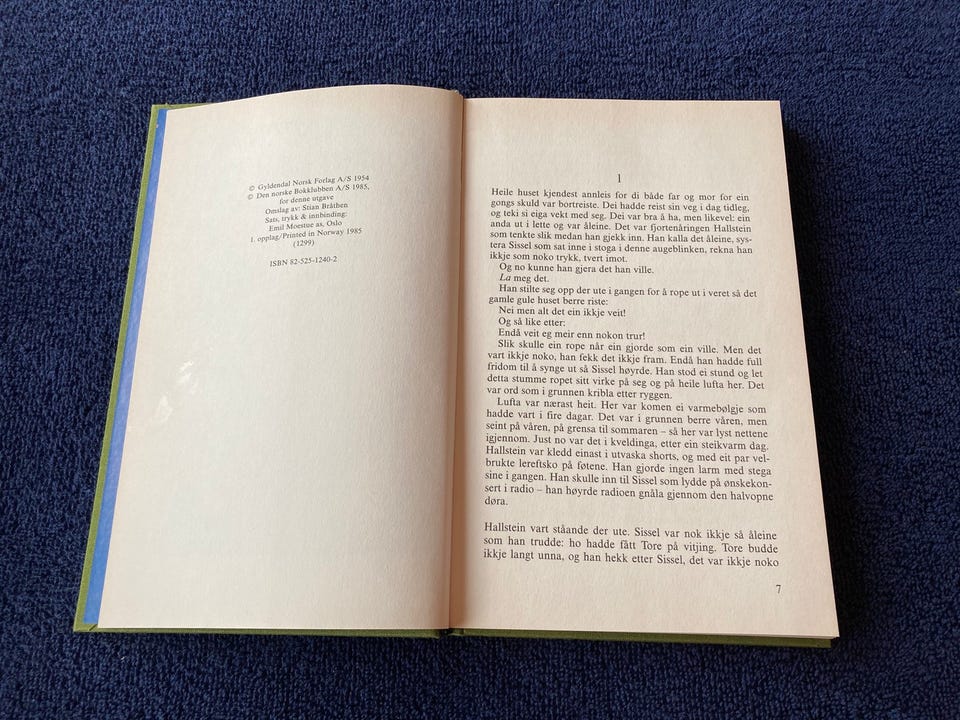 © Gyldendal Norsk Forlag A/S 1954
© Den norske Bokklubben A/S 1985,
for denne utgave
Omslag av: Stian Bråthen
Sats, trykk & innbinding:
Emil Moestue as, Oslo
1. opplag/Printed in Norway 1985
(1299)
ISBN 82-525-1240-2
1
Heile huset kjendest annleis for di både far og mor for ein
gongs skuld var bortreiste. Dei hadde reist sin veg i dag tidleg,
og teki si eiga vekt med seg. Dei var bra å ha, men likevel: ein
anda ut i lette og var åleine. Det var fjortenåringen Hallstein
som tenkte slik medan han gjekk inn. Han kalla det åleine, sys-
tera Sissel som sat inne i stoga i denne augeblinken, rekna han
ikkje som noko trykk, tvert imot.
Og no kunne han gjera det han ville.
La meg det.
Han stilte seg opp der ute i gangen for å rope ut i veret så det
gamle gule huset berre riste:
Nei men alt det ein ikkje veit!
Og så like etter:
Endå veit eg meir enn nokon trur!
Slik skulle ein rope når ein gjorde som ein ville. Men det
vart ikkje noko, han fekk det ikkje fram. Endå han hadde full
fridom til å synge ut så Sissel høyrde. Han stod ei stund og let
detta stumme ropet sitt virke på seg og på heile lufta her. Det
var ord som i grunnen kribla etter ryggen.
Lufta var nærast heit. Her var komen ei varmebølgje som
hadde vart i fire dagar. Det var i grunnen berre våren, men
seint på våren, på grensa til sommaren – så her var lyst nettene
igjennom. Just no var det i kveldinga, etter ein steikvarm dag.
Hallstein var kledd einast i utvaska shorts, og med eit par vel-
brukte lereftsko på føtene. Han gjorde ingen larm med stega
sine i gangen. Han skulle inn til Sissel som lydde på ønskekon-
sert i radio – han høyrde radioen gnåla gjennom den halvopne
døra.
Hallstein vart ståande der ute. Sissel var nok ikkje så åleine
som han trudde: ho hadde fått Tore på vitjing. Tore budde
ikkje langt unna, og han hekk etter Sissel, det var ikkje noko
7